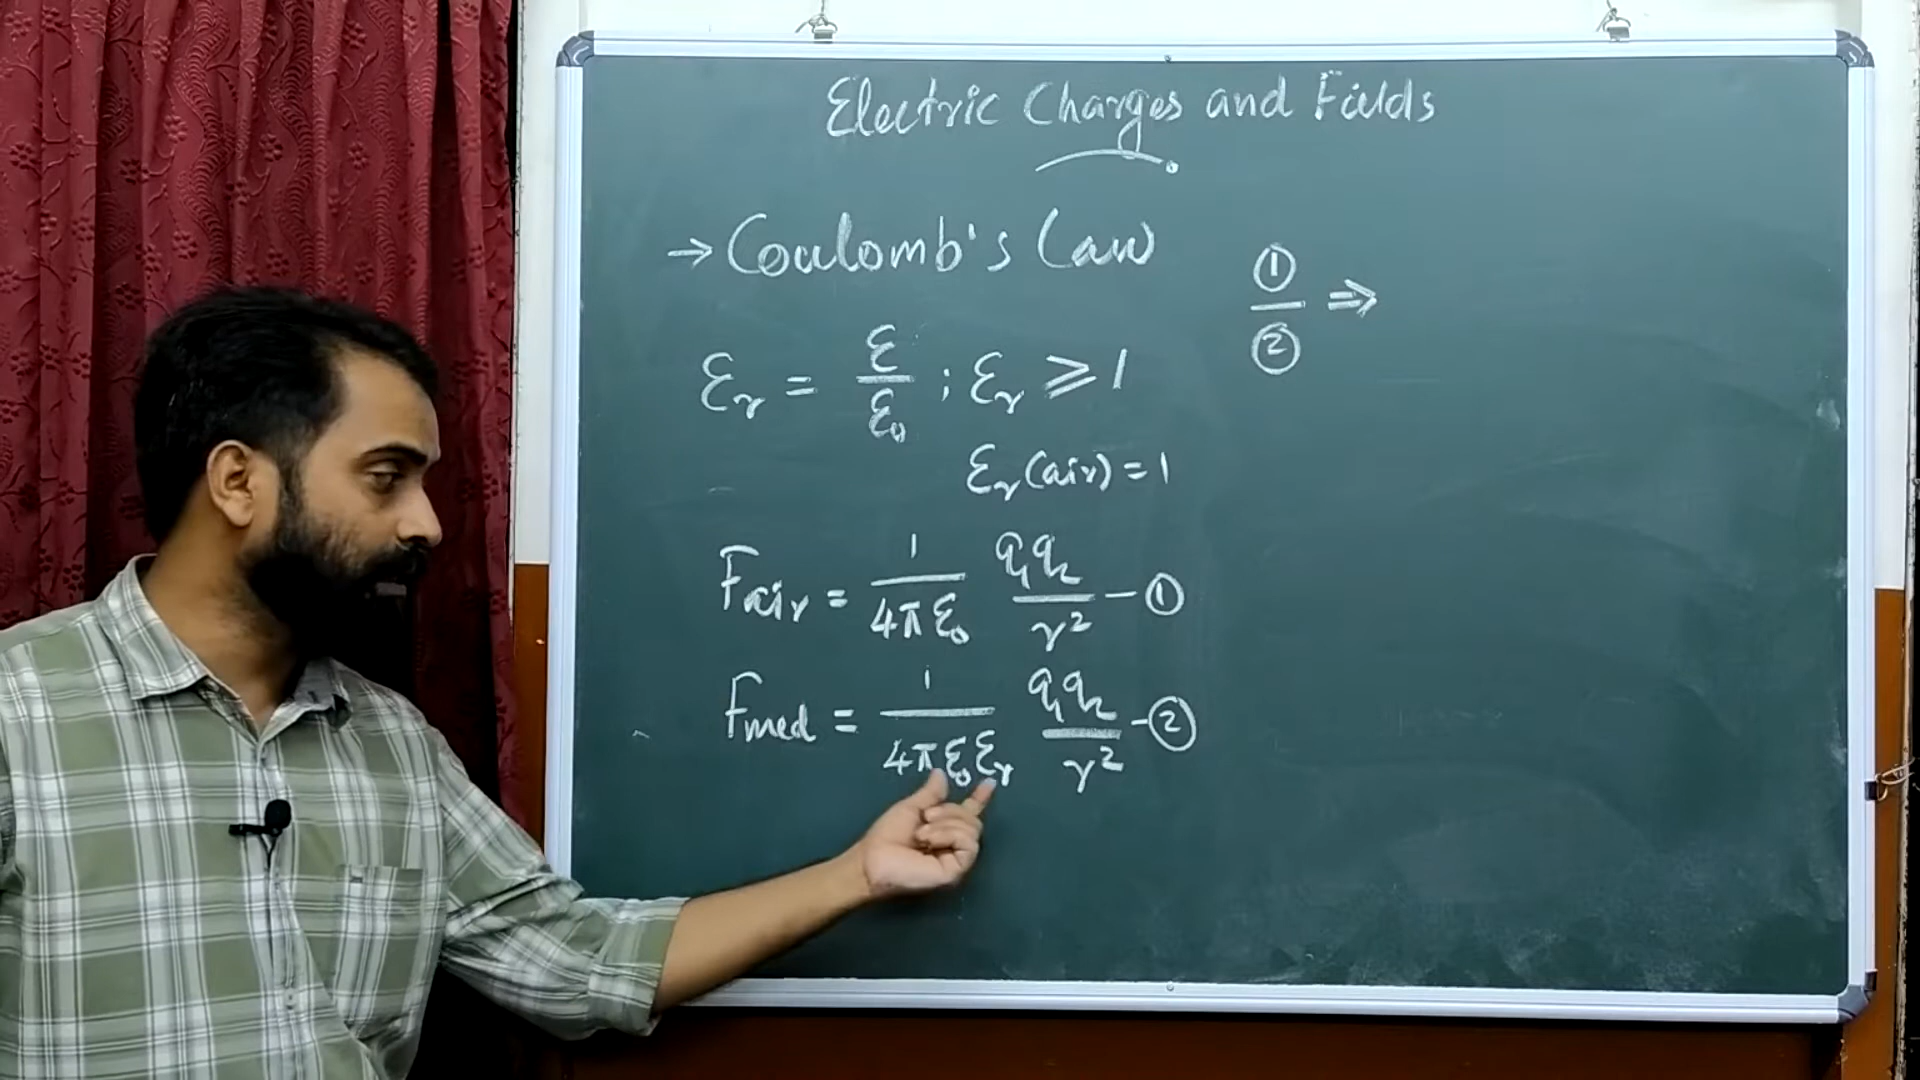 Electric Charges and Fields
→ Coulomb's Law
εr = ε/ε₀ ; εr ≥ 1
εr (air) = 1
Fair = 1/4πε₀ q₁q₂/r² - ①
Fmed = 1/4πε₀εr q₁q₂/r² - ②
①/② ⇒